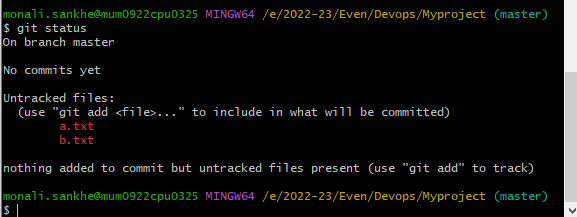 monali.sankhe@mum0922cpu0325 MINGW64 /e/2022-23/Even/Devops/Myproject (master)
$ git status
On branch master
No commits yet
Untracked files:
(use "git add <file>..." to include in what will be committed)
a.txt
b.txt
nothing added to commit but untracked files present (use "git add" to track)
monali.sankhe@mum0922cpu0325 MINGW64 /e/2022-23/Even/Devops/Myproject (master)
$